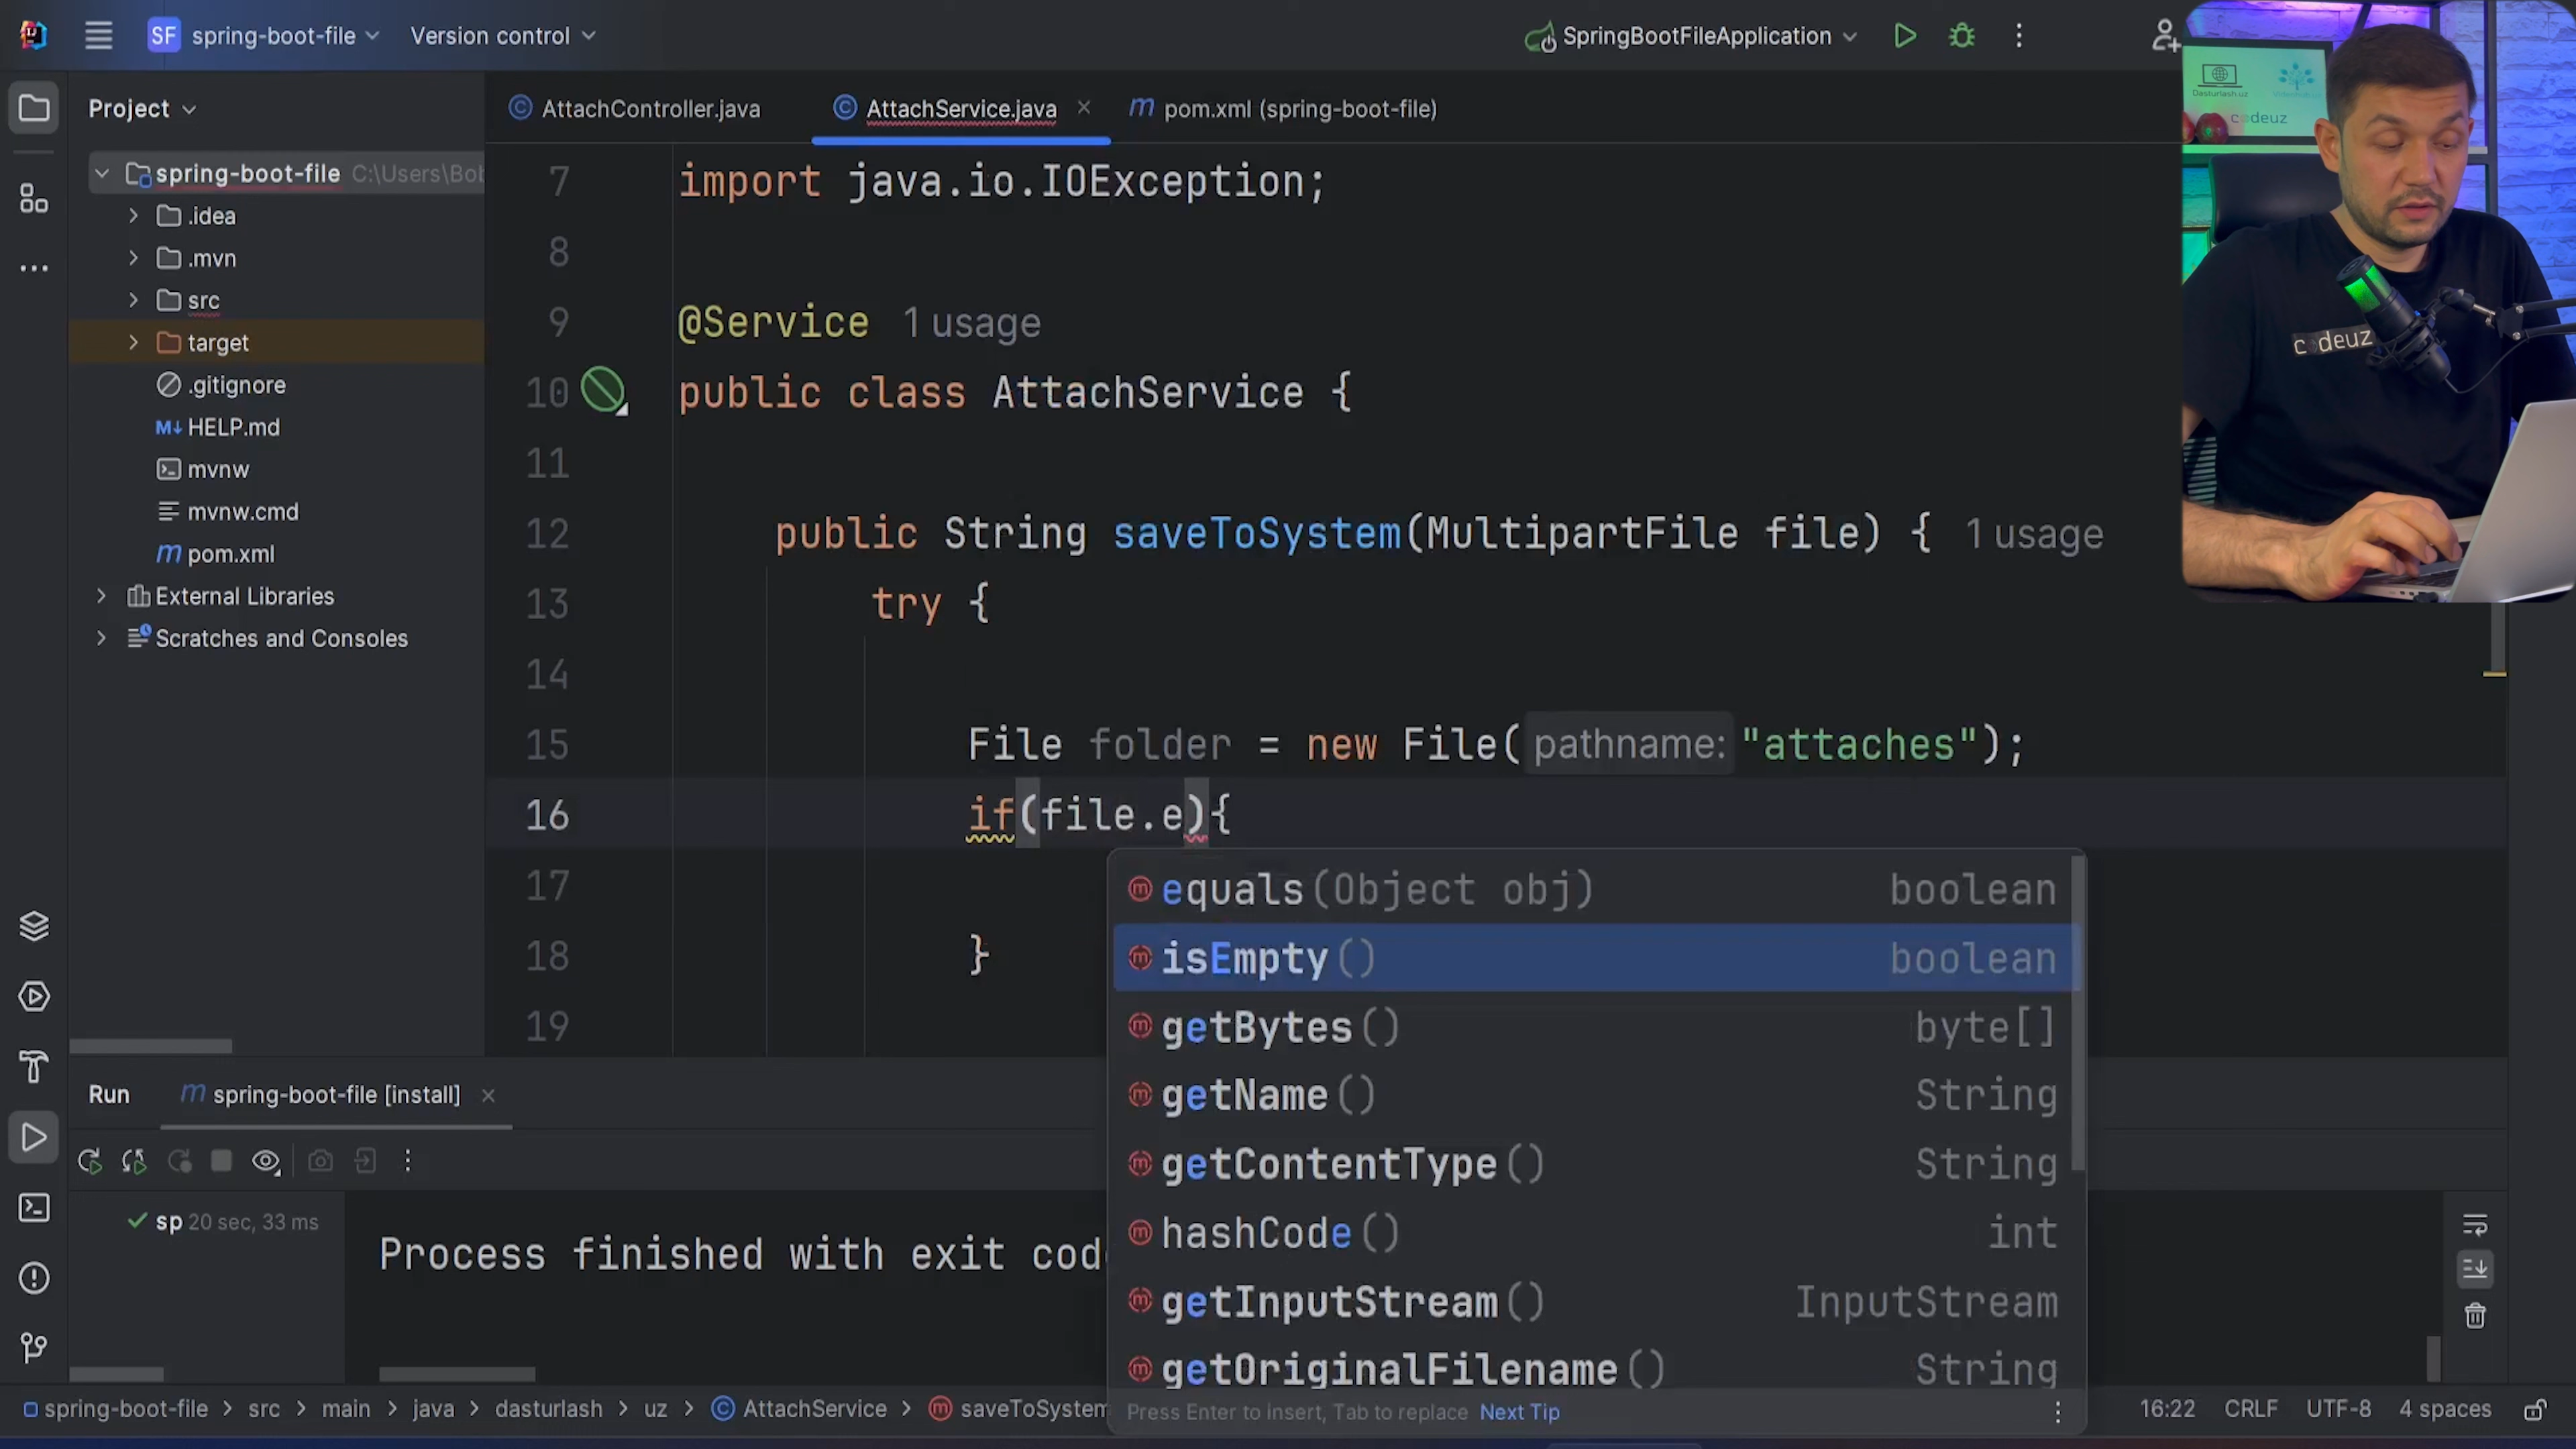 SF spring-boot-file
Version control
SpringBootFileApplication
Project
AttachController.java
AttachService.java
pom.xml (spring-boot-file)
spring-boot-file C:\Users\Bob
.idea
.mvn
src
target
.gitignore
M↓ HELP.md
mvnw
mvnw.cmd
m pom.xml
External Libraries
Scratches and Consoles
7 import java.io.IOException;
8
9 @Service 1 usage
10 public class AttachService {
11
12 public String saveToSystem(MultipartFile file) { 1 usage
13 try {
14
15 File folder = new File( pathname: "attaches");
16 if(file.e){
17
18 }
19
equals(Object obj) boolean
isEmpty() boolean
getBytes() byte[]
getName() String
getContentType() String
hashCode() int
getInputStream() InputStream
getOriginalFilename() String
Press Enter to insert, Tab to replace Next Tip
Run
m spring-boot-file [install]
sp 20 sec, 33 ms
Process finished with exit cod
spring-boot-file > src > main > java > dasturlash > uz > AttachService > saveToSystem
16:22 CRLF UTF-8 4 spaces
Dasturlash.uz
codeuz
codeuz